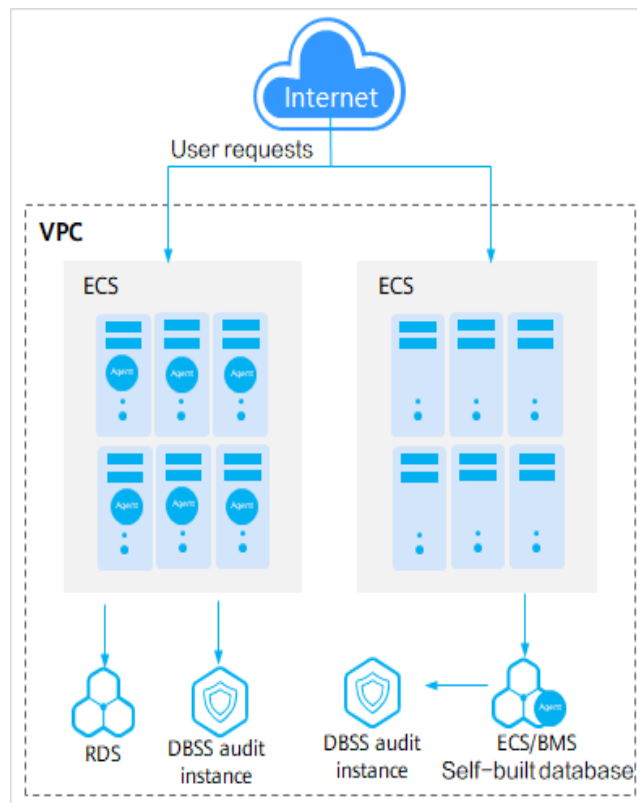 Internet
User requests
VPC
ECS
ECS
Agent
Agent
Agent
Agent
Agent
Agent
RDS
DBSS audit
instance
DBSS audit
instance
Agent
ECS/BMS
Self-built database